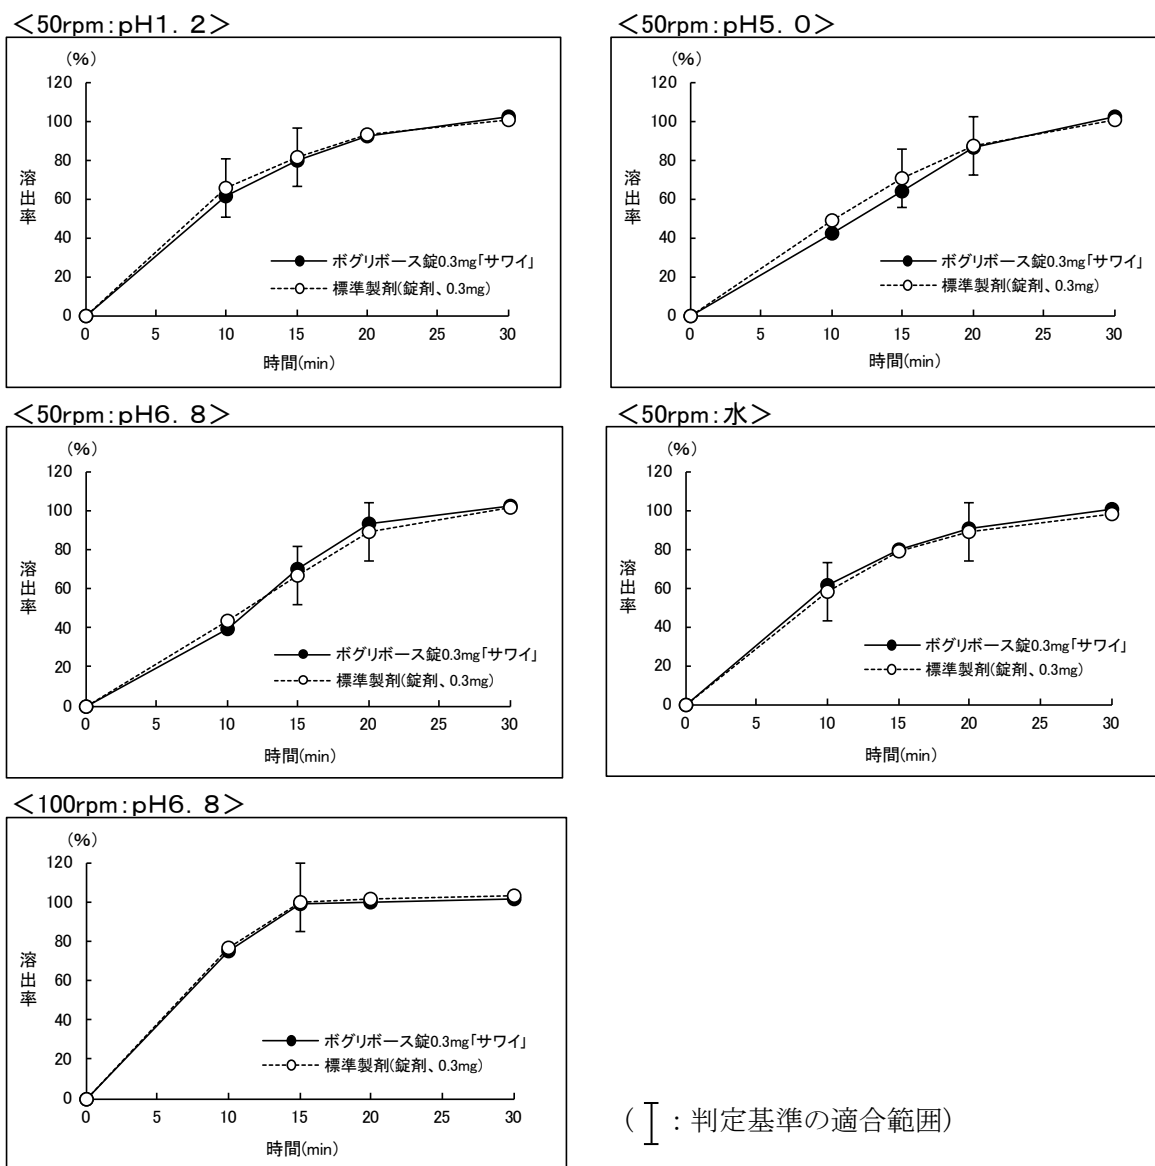 ＜50rpm：pH1．2＞
(%)
120
100
80
60
40
20
0
溶出率
0 5 10 15 20 25 30
時間(min)
ボグリボース錠0.3mg「サワイ」
標準製剤(錠剤、0.3mg)
＜50rpm：pH5．0＞
(%)
120
100
80
60
40
20
0
溶出率
0 5 10 15 20 25 30
時間(min)
ボグリボース錠0.3mg「サワイ」
標準製剤(錠剤、0.3mg)
＜50rpm：pH6．8＞
(%)
120
100
80
60
40
20
0
溶出率
0 5 10 15 20 25 30
時間(min)
ボグリボース錠0.3mg「サワイ」
標準製剤(錠剤、0.3mg)
＜50rpm：水＞
(%)
120
100
80
60
40
20
0
溶出率
0 5 10 15 20 25 30
時間(min)
ボグリボース錠0.3mg「サワイ」
標準製剤(錠剤、0.3mg)
＜100rpm：pH6．8＞
(%)
120
100
80
60
40
20
0
溶出率
0 5 10 15 20 25 30
時間(min)
ボグリボース錠0.3mg「サワイ」
標準製剤(錠剤、0.3mg)
( ：判定基準の適合範囲)